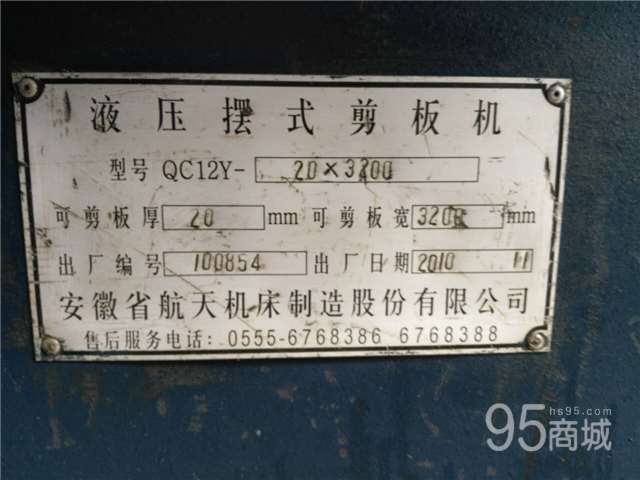 液压摆式剪板机
型号 QC12Y- 20×3200
可剪板厚 20 mm 可剪板宽 3200 mm
出厂编号 100854 出厂日期 2010 11
安徽省航天机床制造股份有限公司
售后服务电话: 0555-6768386 6768388
hs95.com
95商城